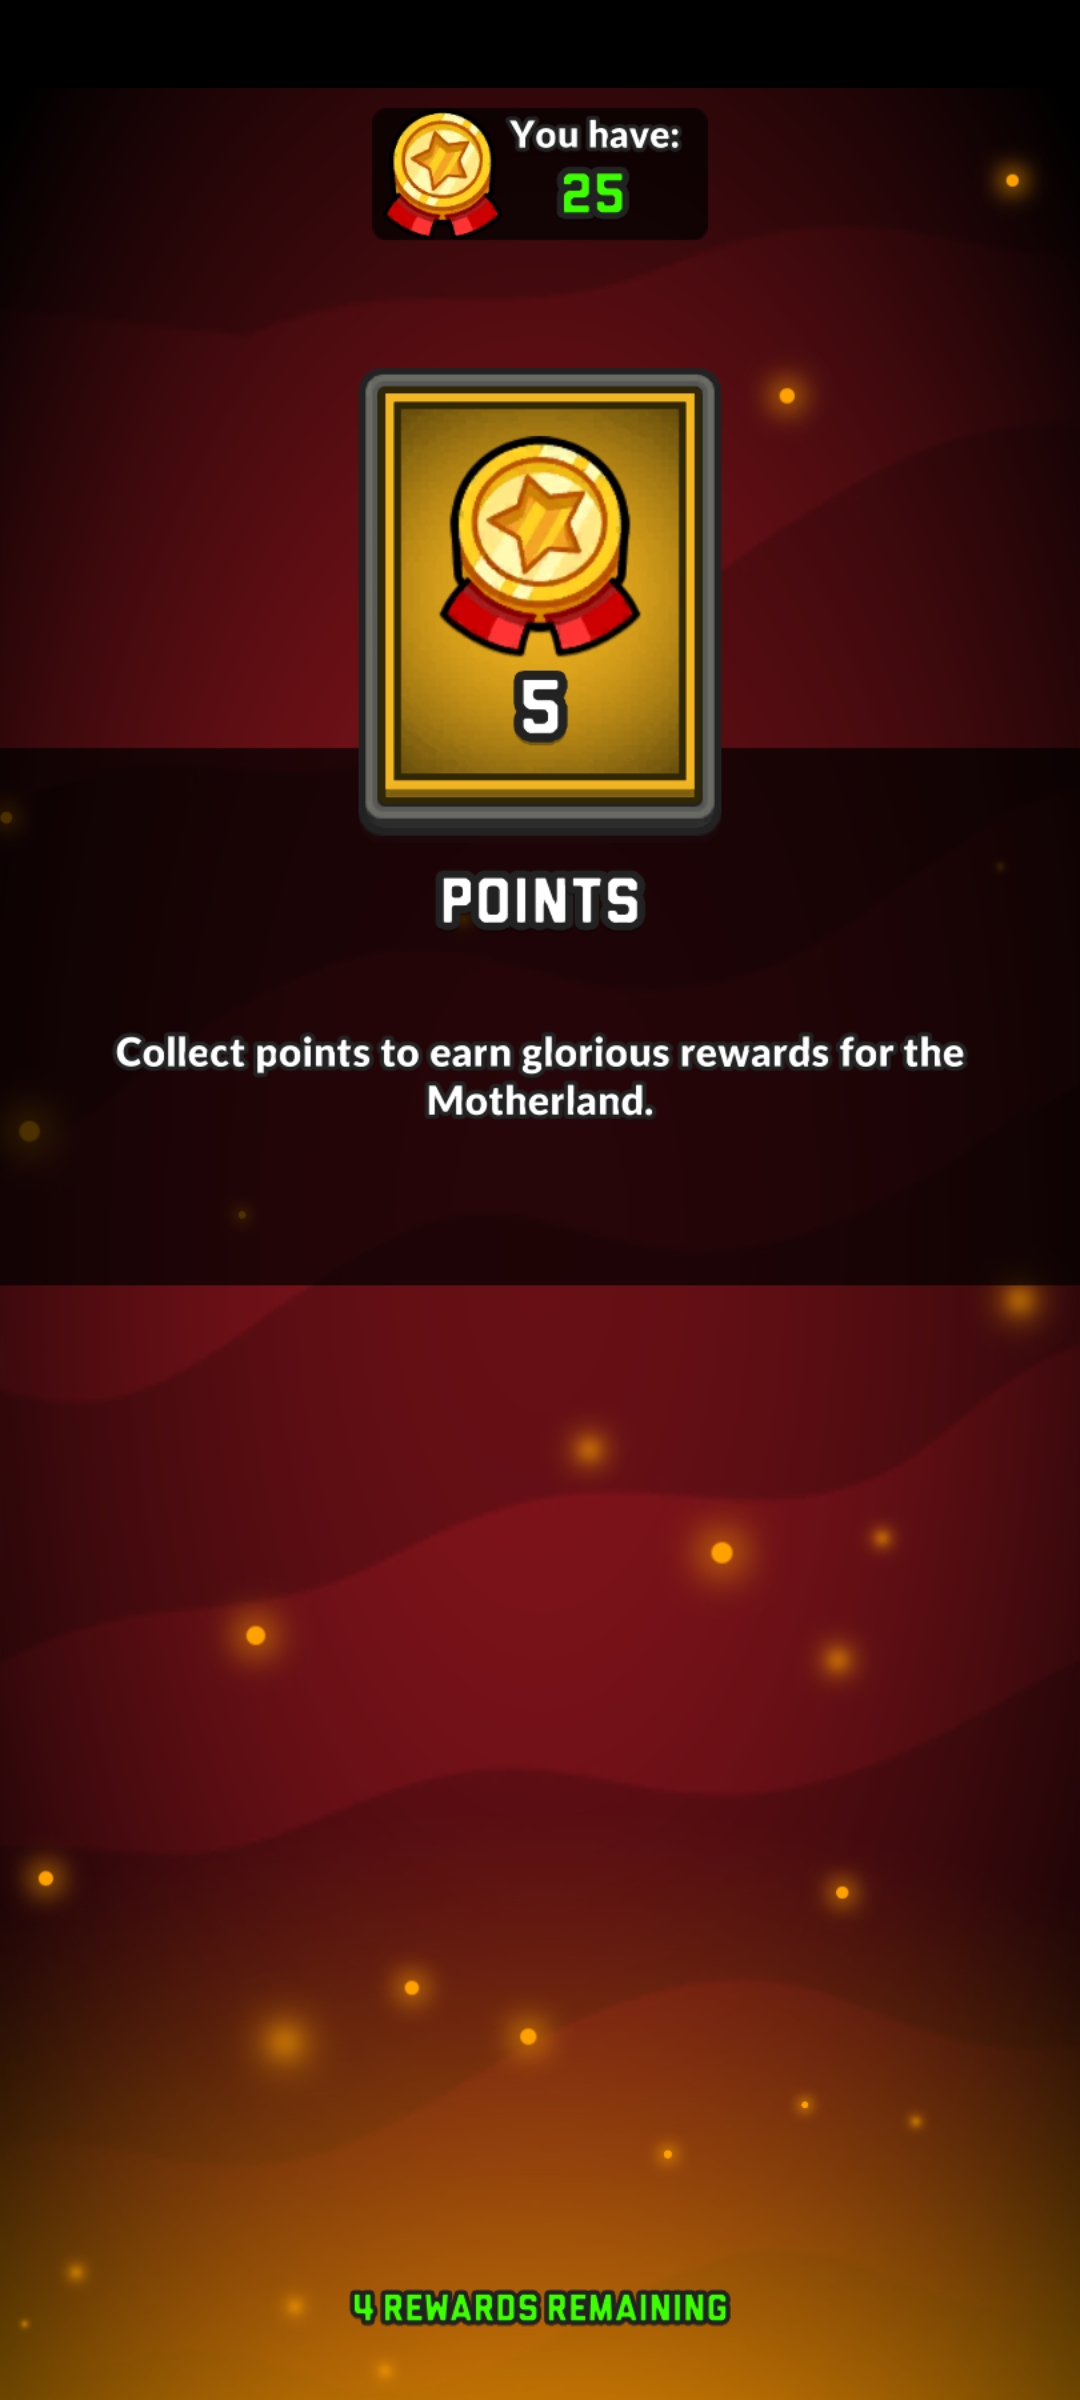 You have:
25
5
POINTS
Collect points to earn glorious rewards for the
Motherland.
4 REWARDS REMAINING